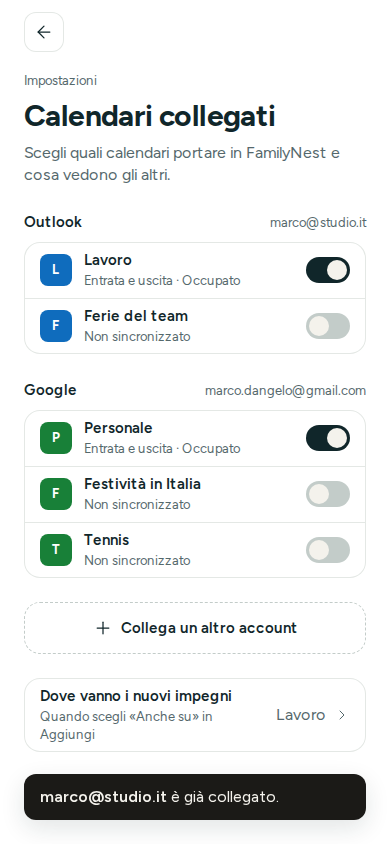 Impostazioni
Calendari collegati
Scegli quali calendari portare in FamilyNest e
cosa vedono gli altri.
Outlook marco@studio.it
L Lavoro
Entrata e uscita · Occupato
F Ferie del team
Non sincronizzato
Google marco.dangelo@gmail.com
P Personale
Entrata e uscita · Occupato
F Festività in Italia
Non sincronizzato
T Tennis
Non sincronizzato
Collega un altro account
Dove vanno i nuovi impegni
Quando scegli «Anche su» in
Aggiungi
Lavoro
marco@studio.it è già collegato.